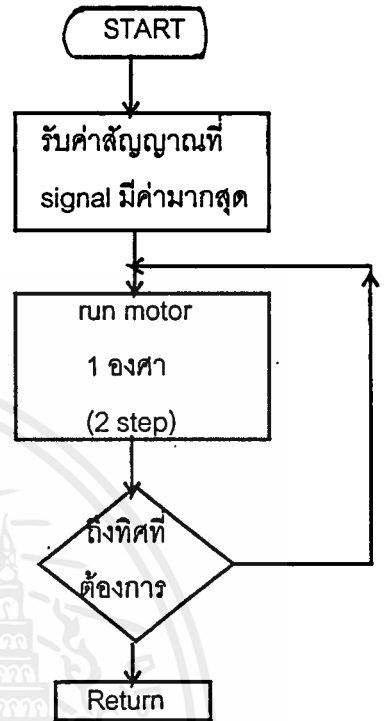 START
รับค่าสัญญาณที่
signal มีค่ามากสุด
run motor
1 องศา
(2 step)
ถึงทิศที่
ต้องการ
Return